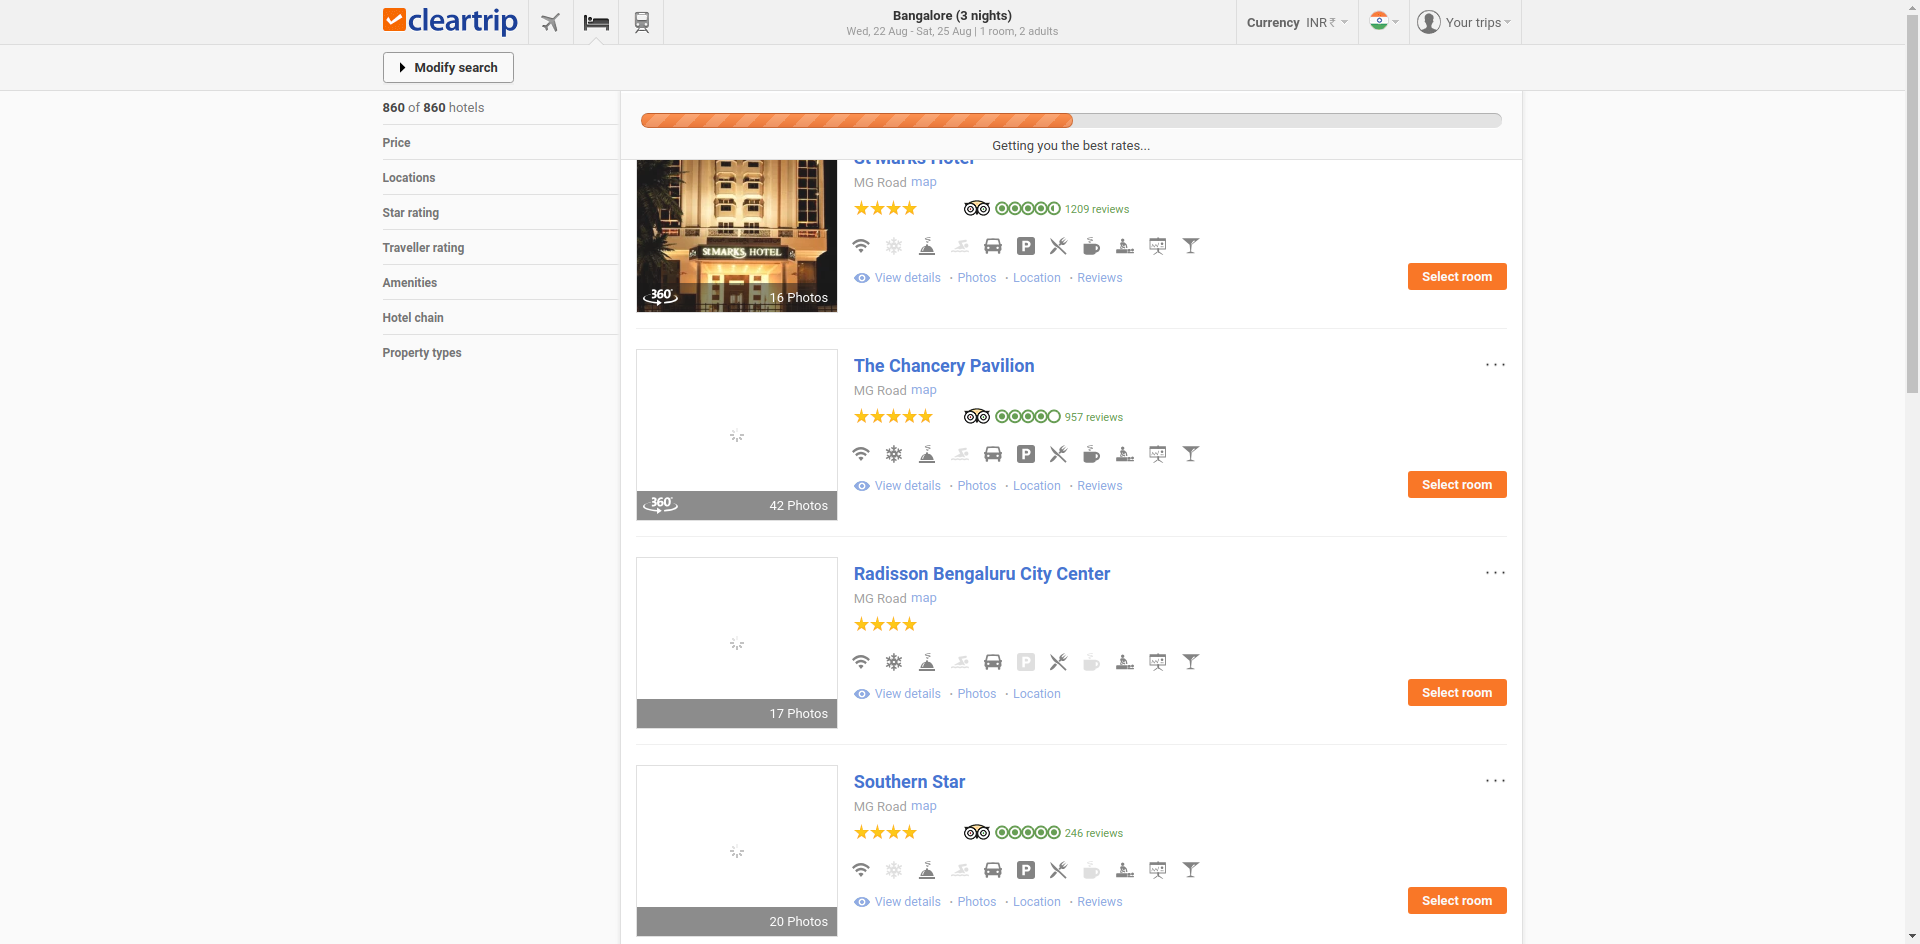 cleartrip
Bangalore (3 nights)
Wed, 22 Aug - Sat, 25 Aug | 1 room, 2 adults
Currency INR ₹
Your trips
Modify search
860 of 860 hotels
Price
Locations
Star rating
Traveller rating
Amenities
Hotel chain
Property types
Getting you the best rates...
St Marks Hotel
MG Road map
1209 reviews
P
View details · Photos · Location · Reviews
Select room
St MARKS HOTEL
360°
16 Photos
The Chancery Pavilion
...
MG Road map
957 reviews
P
View details · Photos · Location · Reviews
Select room
360°
42 Photos
Radisson Bengaluru City Center
...
MG Road map
P
View details · Photos · Location
Select room
17 Photos
Southern Star
...
MG Road map
246 reviews
P
View details · Photos · Location · Reviews
Select room
20 Photos